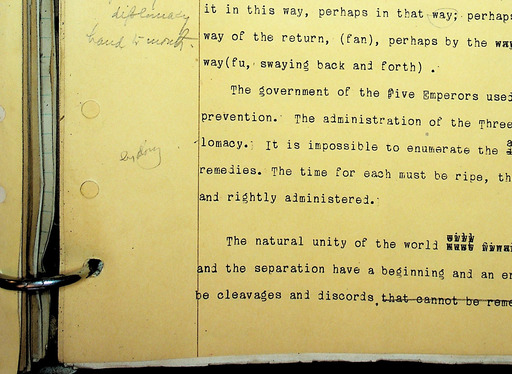 diplomacy
hand to mouth.
it in this way, perhaps in that way; perhaps
way of the return, (fan), perhaps by the way
way(fu, swaying back and forth) .
The government of the Five Emperors used
prevention. The administration of the Three
lomacy. It is impossible to enumerate the
remedies. The time for each must be ripe, th
and rightly administered.
The natural unity of the world
and the separation have a beginning and an en
be cleavages and discords that cannot be reme